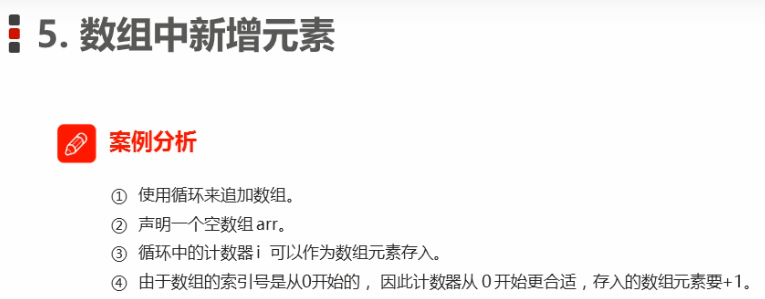 5. 数组中新增元素
案例分析
① 使用循环来追加数组。
② 声明一个空数组 arr。
③ 循环中的计数器 i 可以作为数组元素存入。
④ 由于数组的索引号是从0开始的，因此计数器从 0 开始更合适，存入的数组元素要+1。